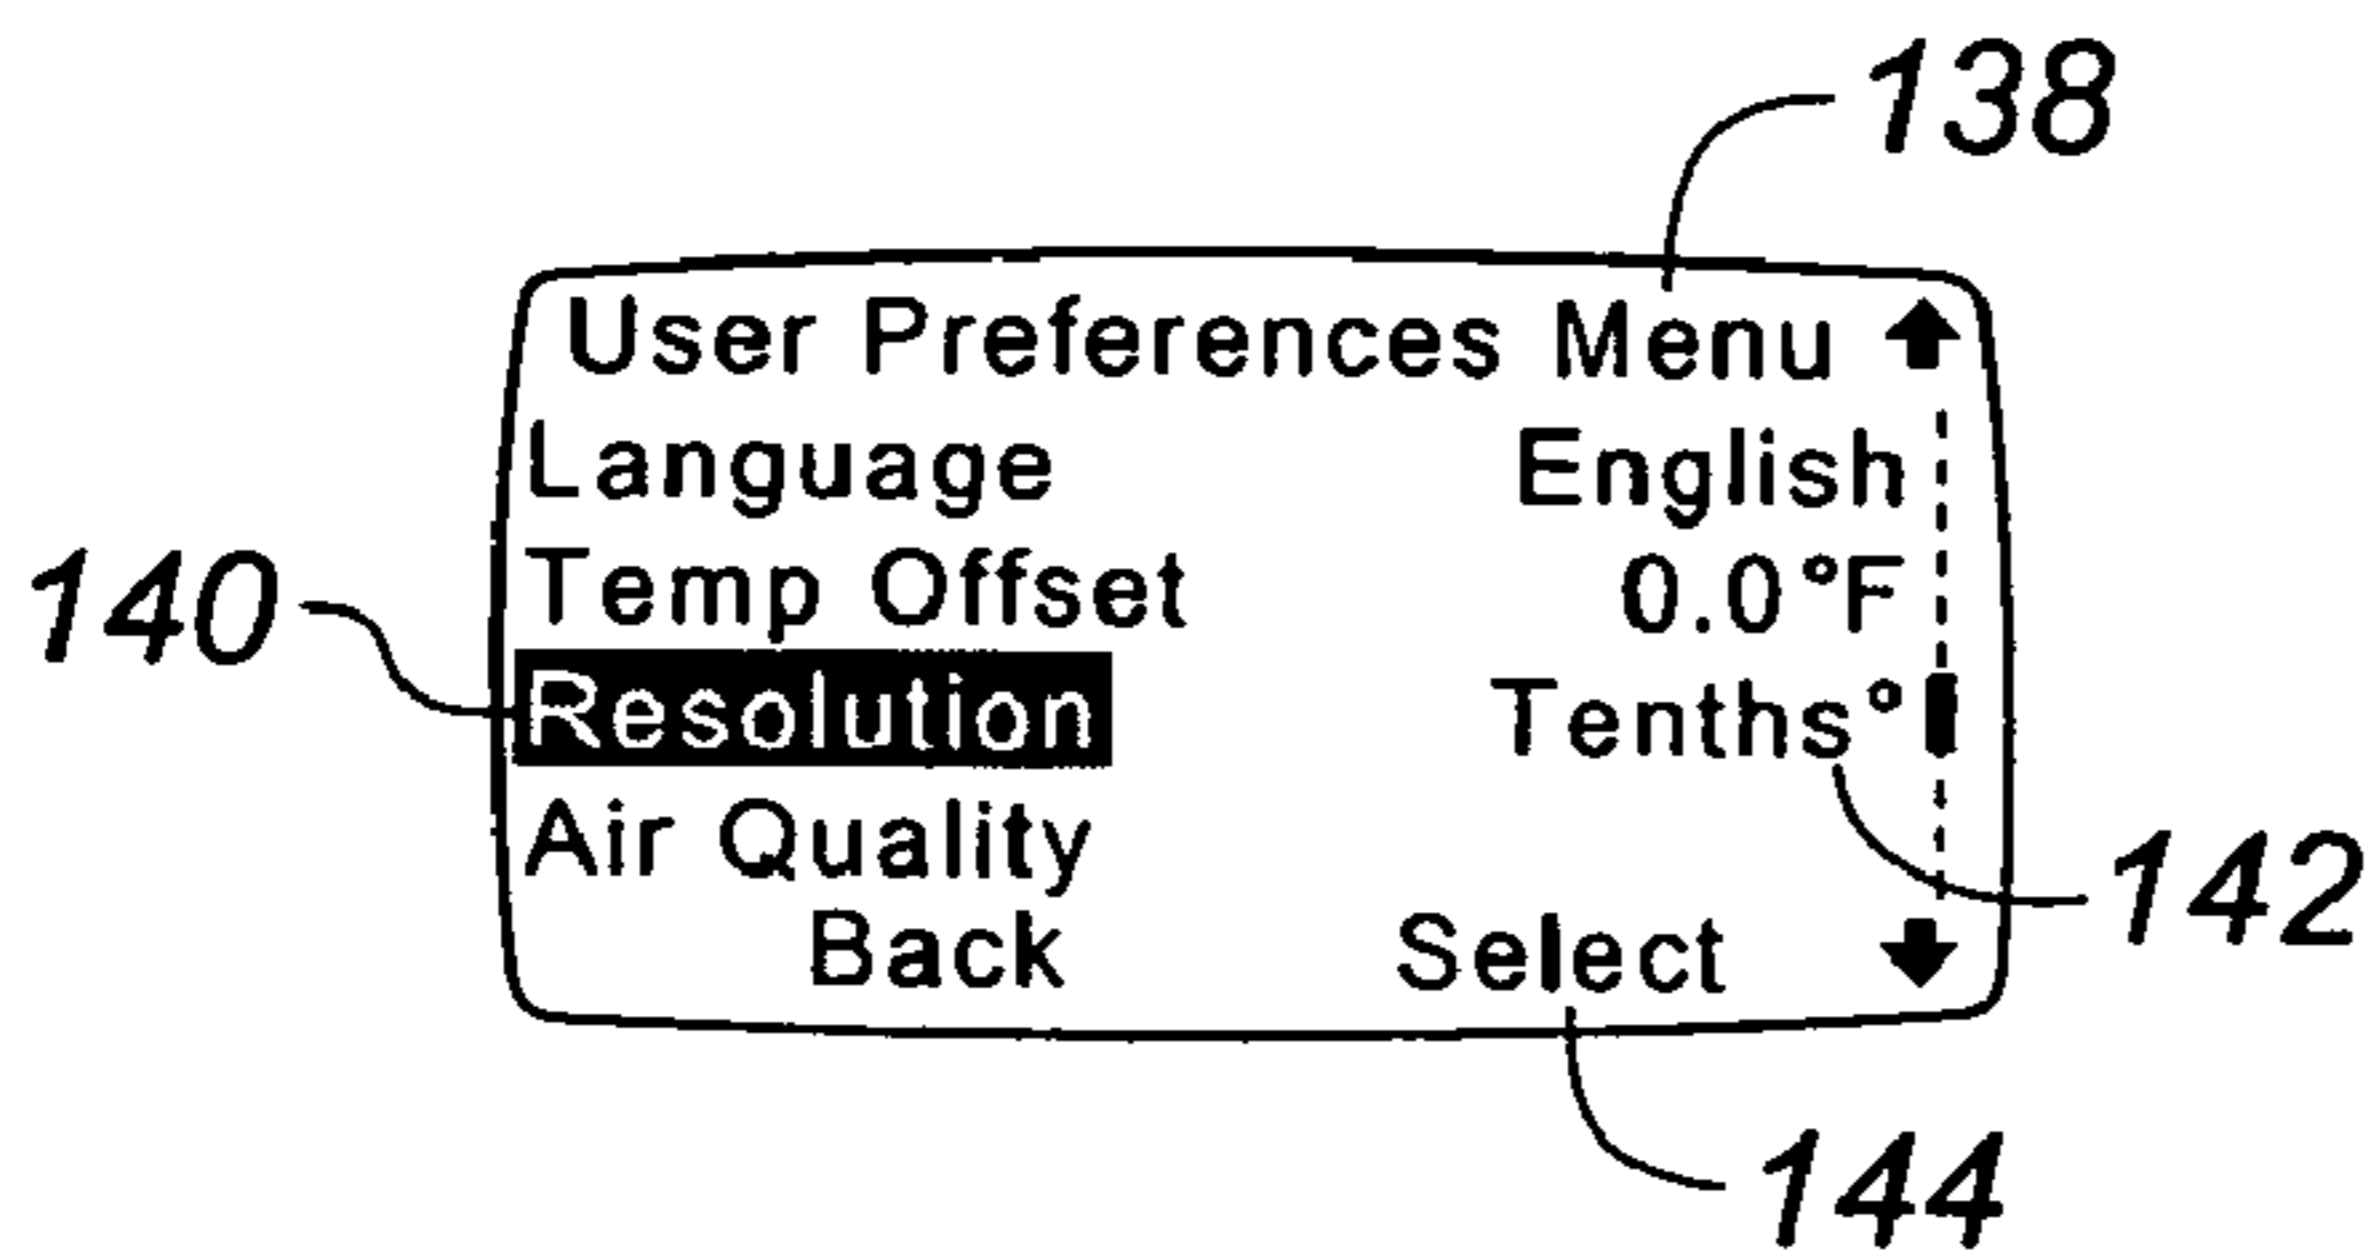 138
User Preferences Menu
Language English
Temp Offset 0.0°F
140
Resolution Tenths°
Air Quality
142
Back Select
144